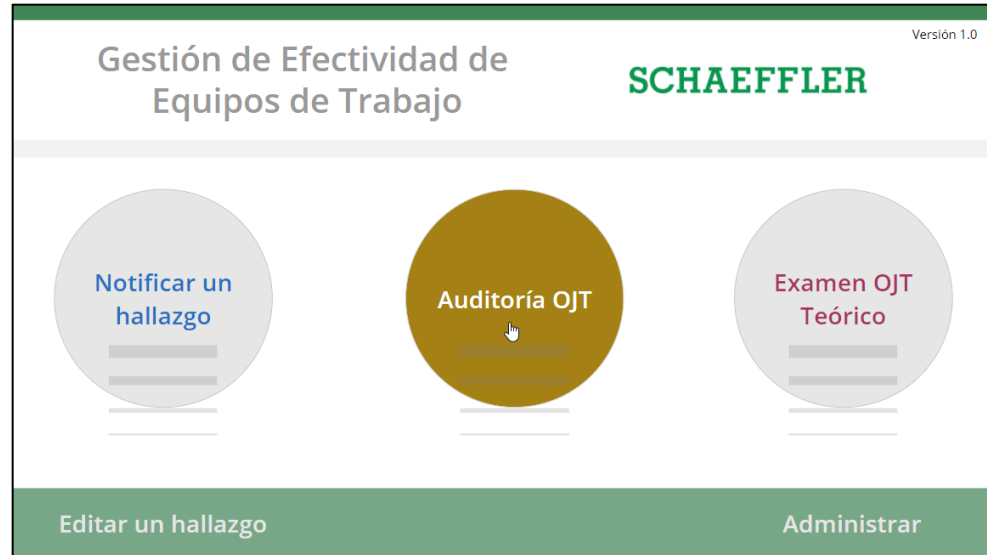 Versión 1.0
Gestión de Efectividad de
Equipos de Trabajo
SCHAEFFLER
Notificar un
hallazgo
Auditoría OJT
Examen OJT
Teórico
Editar un hallazgo
Administrar